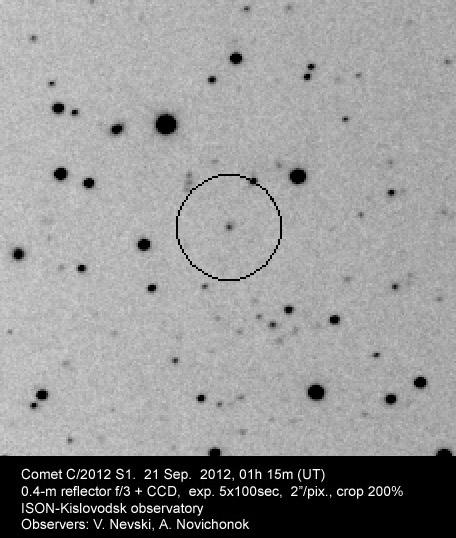 Comet C/2012 S1. 21 Sep. 2012, 01h 15m (UT)
0.4-m reflector f/3 + CCD, exp. 5x100sec, 2"/pix., crop 200%
ISON-Kislovodsk observatory
Observers: V. Nevski, A. Novichonok